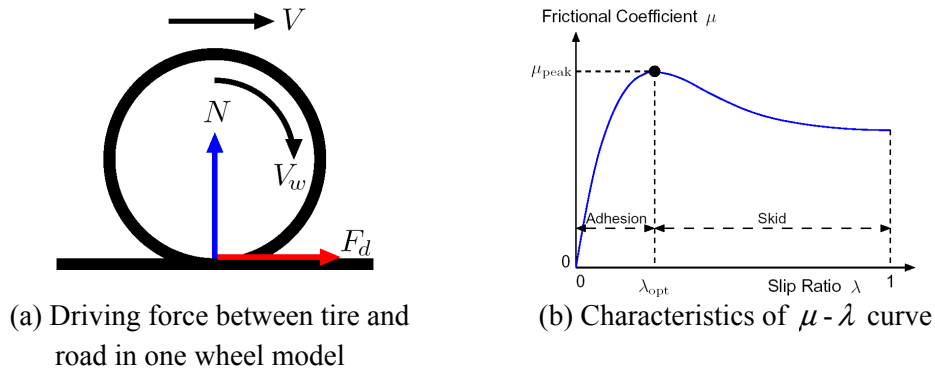 V
N
V_w
F_d
(a) Driving force between tire and
road in one wheel model
Frictional Coefficient μ
μ_peak
Adhesion
Skid
0
0
λ_opt
Slip Ratio λ
1
(b) Characteristics of μ - λ curve